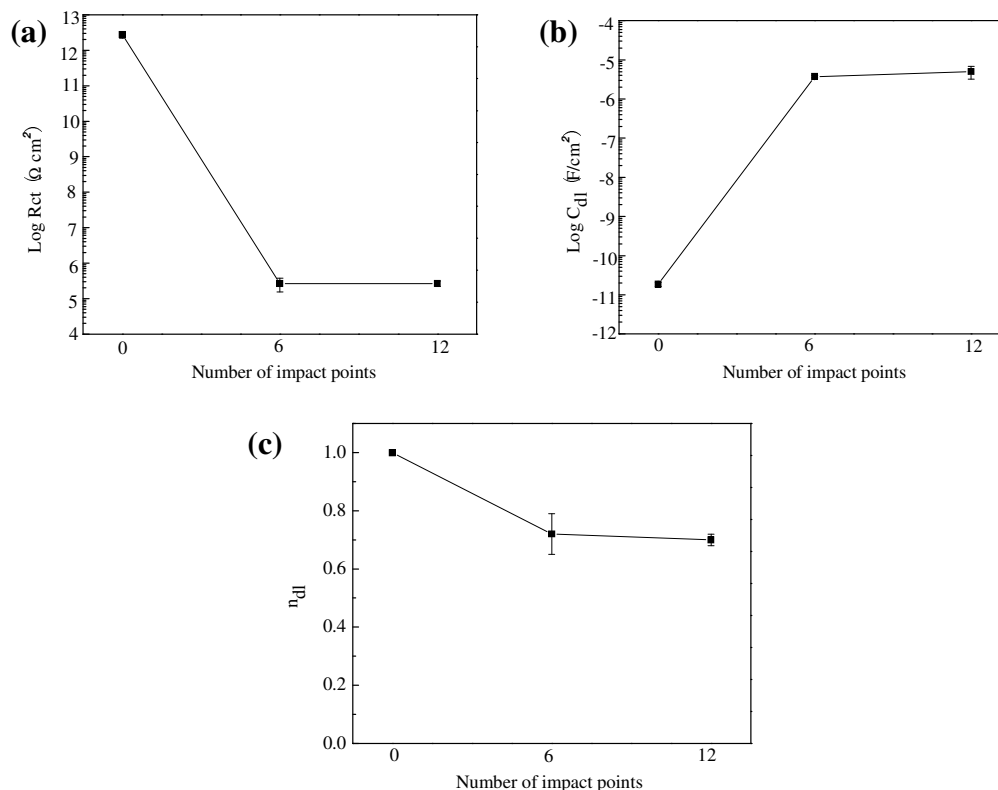 (a)
13
12
11
10
9
8
7
6
5
4
Log Rct (Ω cm²)
0 6 12
Number of impact points
(b)
-4
-5
-6
-7
-8
-9
-10
-11
-12
Log C_dl (F/cm²)
0 6 12
Number of impact points
(c)
1.0
0.8
0.6
0.4
0.2
0.0
n_dl
0 6 12
Number of impact points